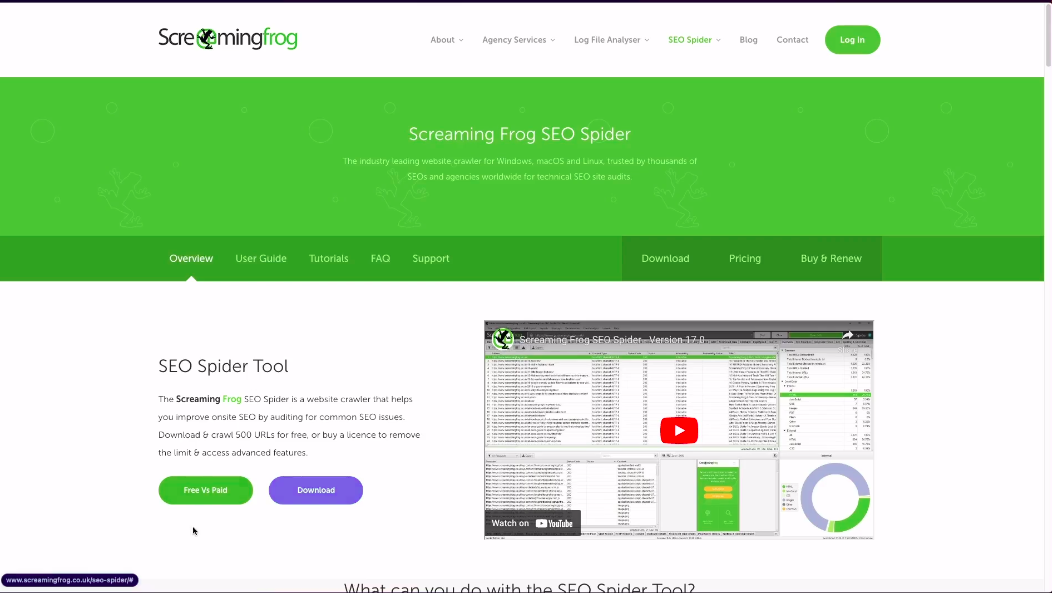 Screamingfrog
About
Agency Services
Log File Analyser
SEO Spider
Blog
Contact
Log In
Screaming Frog SEO Spider
The industry leading website crawler for Windows, macOS and Linux, trusted by thousands of
SEOs and agencies worldwide for technical SEO site audits.
Overview
User Guide
Tutorials
FAQ
Support
Download
Pricing
Buy & Renew
SEO Spider Tool
The Screaming Frog SEO Spider is a website crawler that helps
you improve onsite SEO by auditing for common SEO issues.
Download & crawl 500 URLs for free, or buy a licence to remove
the limit & access advanced features.
Free Vs Paid
Download
Screaming Frog SEO Spider - Version 17.0...
Watch on YouTube
www.screamingfrog.co.uk/seo-spider/#
What can you do with the SEO Spider Tool?